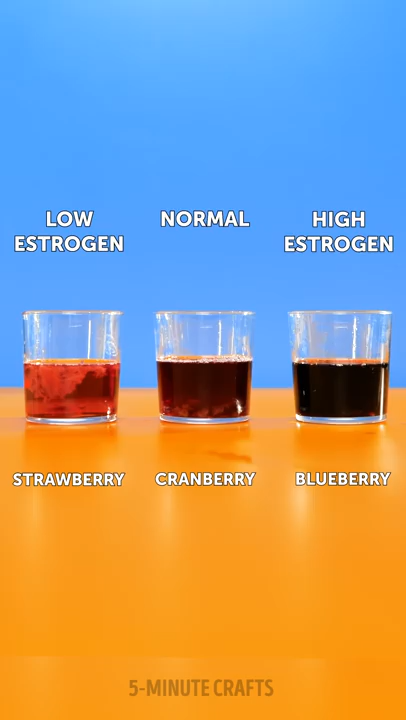 LOW
ESTROGEN
NORMAL
HIGH
ESTROGEN
STRAWBERRY
CRANBERRY
BLUEBERRY
5-MINUTE CRAFTS